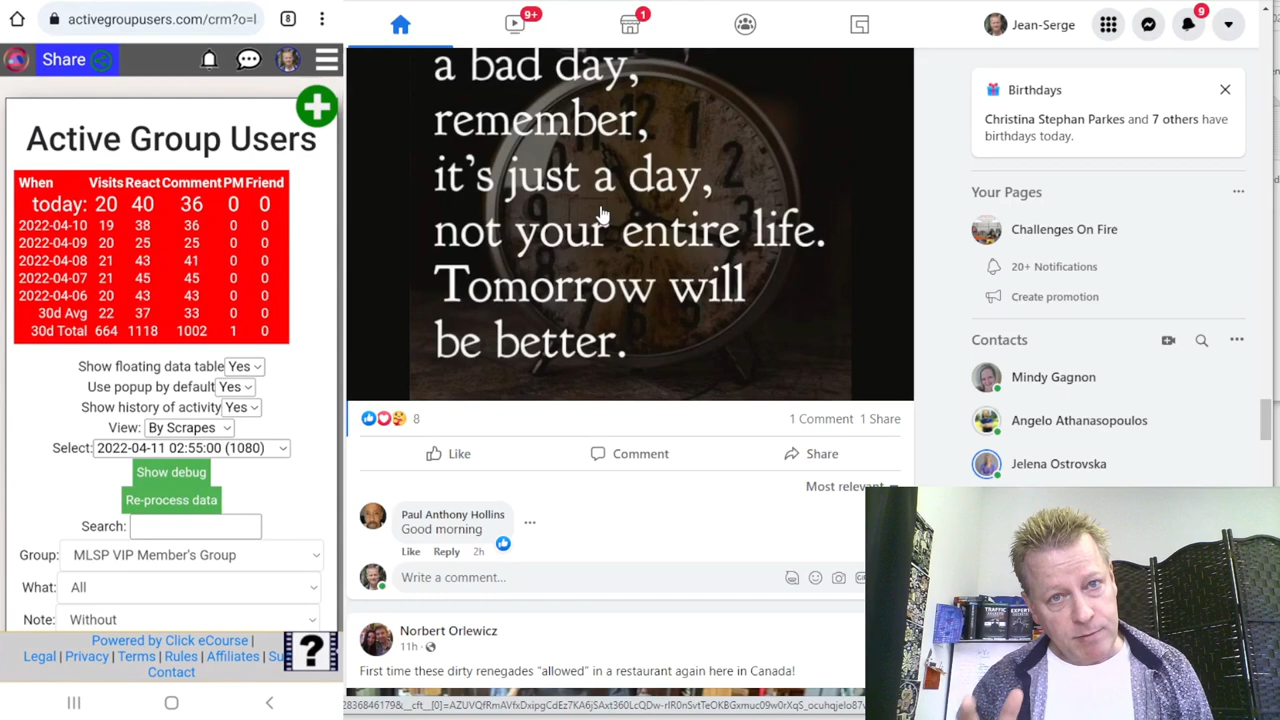 activegroupusers.com/crm?o=l
8
Share
Active Group Users
When Visits React Comment PM Friend
today: 20 40 36 0 0
2022-04-10 19 38 36 0 0
2022-04-09 20 25 25 0 0
2022-04-08 21 43 41 0 0
2022-04-07 21 45 45 0 0
2022-04-06 20 43 43 0 0
30d Avg 22 37 33 0 0
30d Total 664 1118 1002 1 0
Show floating data table Yes
Use popup by default Yes
Show history of activity Yes
View: By Scrapes
Select: 2022-04-11 02:55:00 (1080)
Show debug
Re-process data
Search:
Group: MLSP VIP Member's Group
What: All
Note: Without
Powered by Click eCourse |
Legal | Privacy | Terms | Rules | Affiliates | Su
Contact
?
9+
1
Jean-Serge
9
a bad day,
remember,
it's just a day,
not your entire life.
Tomorrow will
be better.
8
1 Comment 1 Share
Like
Comment
Share
Most relevant
Paul Anthony Hollins
Good morning
Like Reply 2h
Write a comment...
Norbert Orlewicz
11h
First time these dirty renegades “allowed” in a restaurant again here in Canada!
Birthdays
Christina Stephan Parkes and 7 others have
birthdays today.
Your Pages
Challenges On Fire
20+ Notifications
Create promotion
Contacts
Mindy Gagnon
Angelo Athanasopoulos
Jelena Ostrovska
TRAFFIC
EXPERT